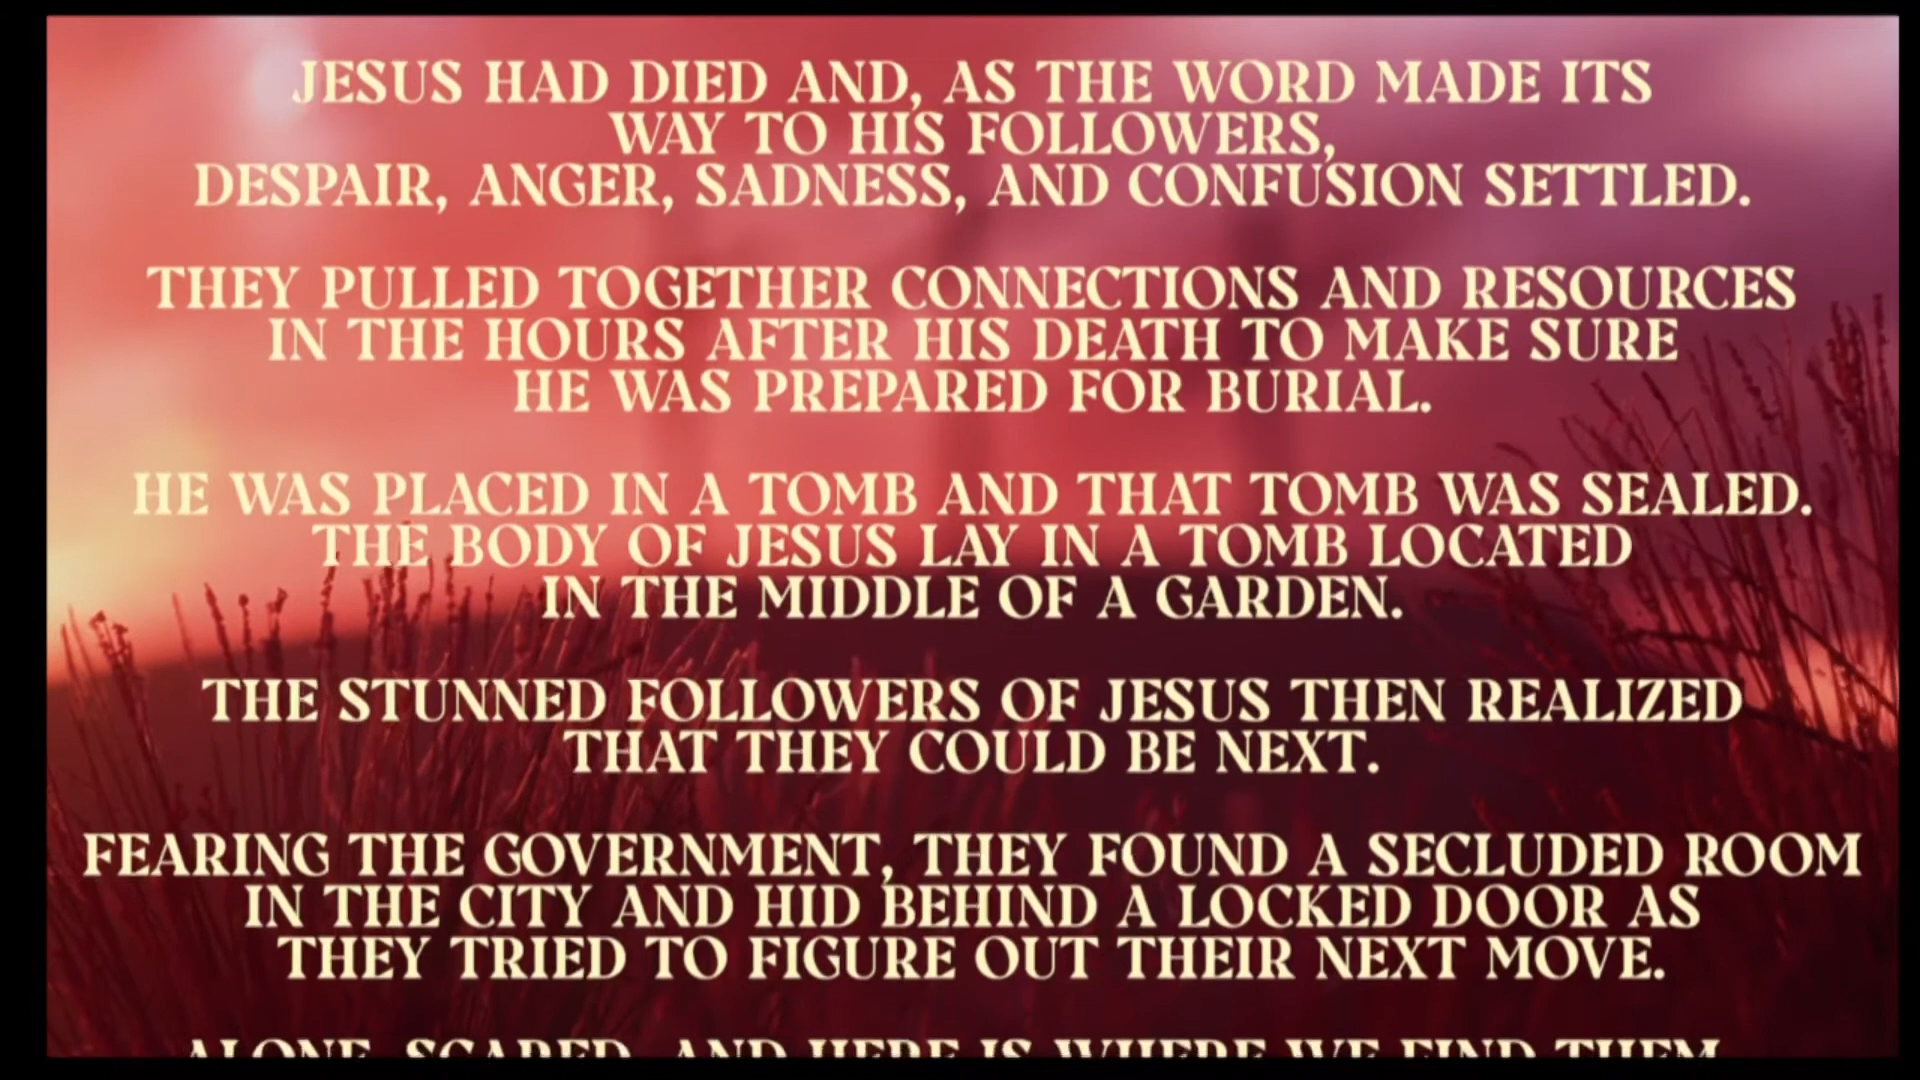 JESUS HAD DIED AND, AS THE WORD MADE ITS
WAY TO HIS FOLLOWERS,
DESPAIR, ANGER, SADNESS, AND CONFUSION SETTLED.
THEY PULLED TOGETHER CONNECTIONS AND RESOURCES
IN THE HOURS AFTER HIS DEATH TO MAKE SURE
HE WAS PREPARED FOR BURIAL.
HE WAS PLACED IN A TOMB AND THAT TOMB WAS SEALED.
THE BODY OF JESUS LAY IN A TOMB LOCATED
IN THE MIDDLE OF A GARDEN.
THE STUNNED FOLLOWERS OF JESUS THEN REALIZED
THAT THEY COULD BE NEXT.
FEARING THE GOVERNMENT, THEY FOUND A SECLUDED ROOM
IN THE CITY AND HID BEHIND A LOCKED DOOR AS
THEY TRIED TO FIGURE OUT THEIR NEXT MOVE.
ALONE, SCARED, AND HERE IS WHERE WE FIND THEM